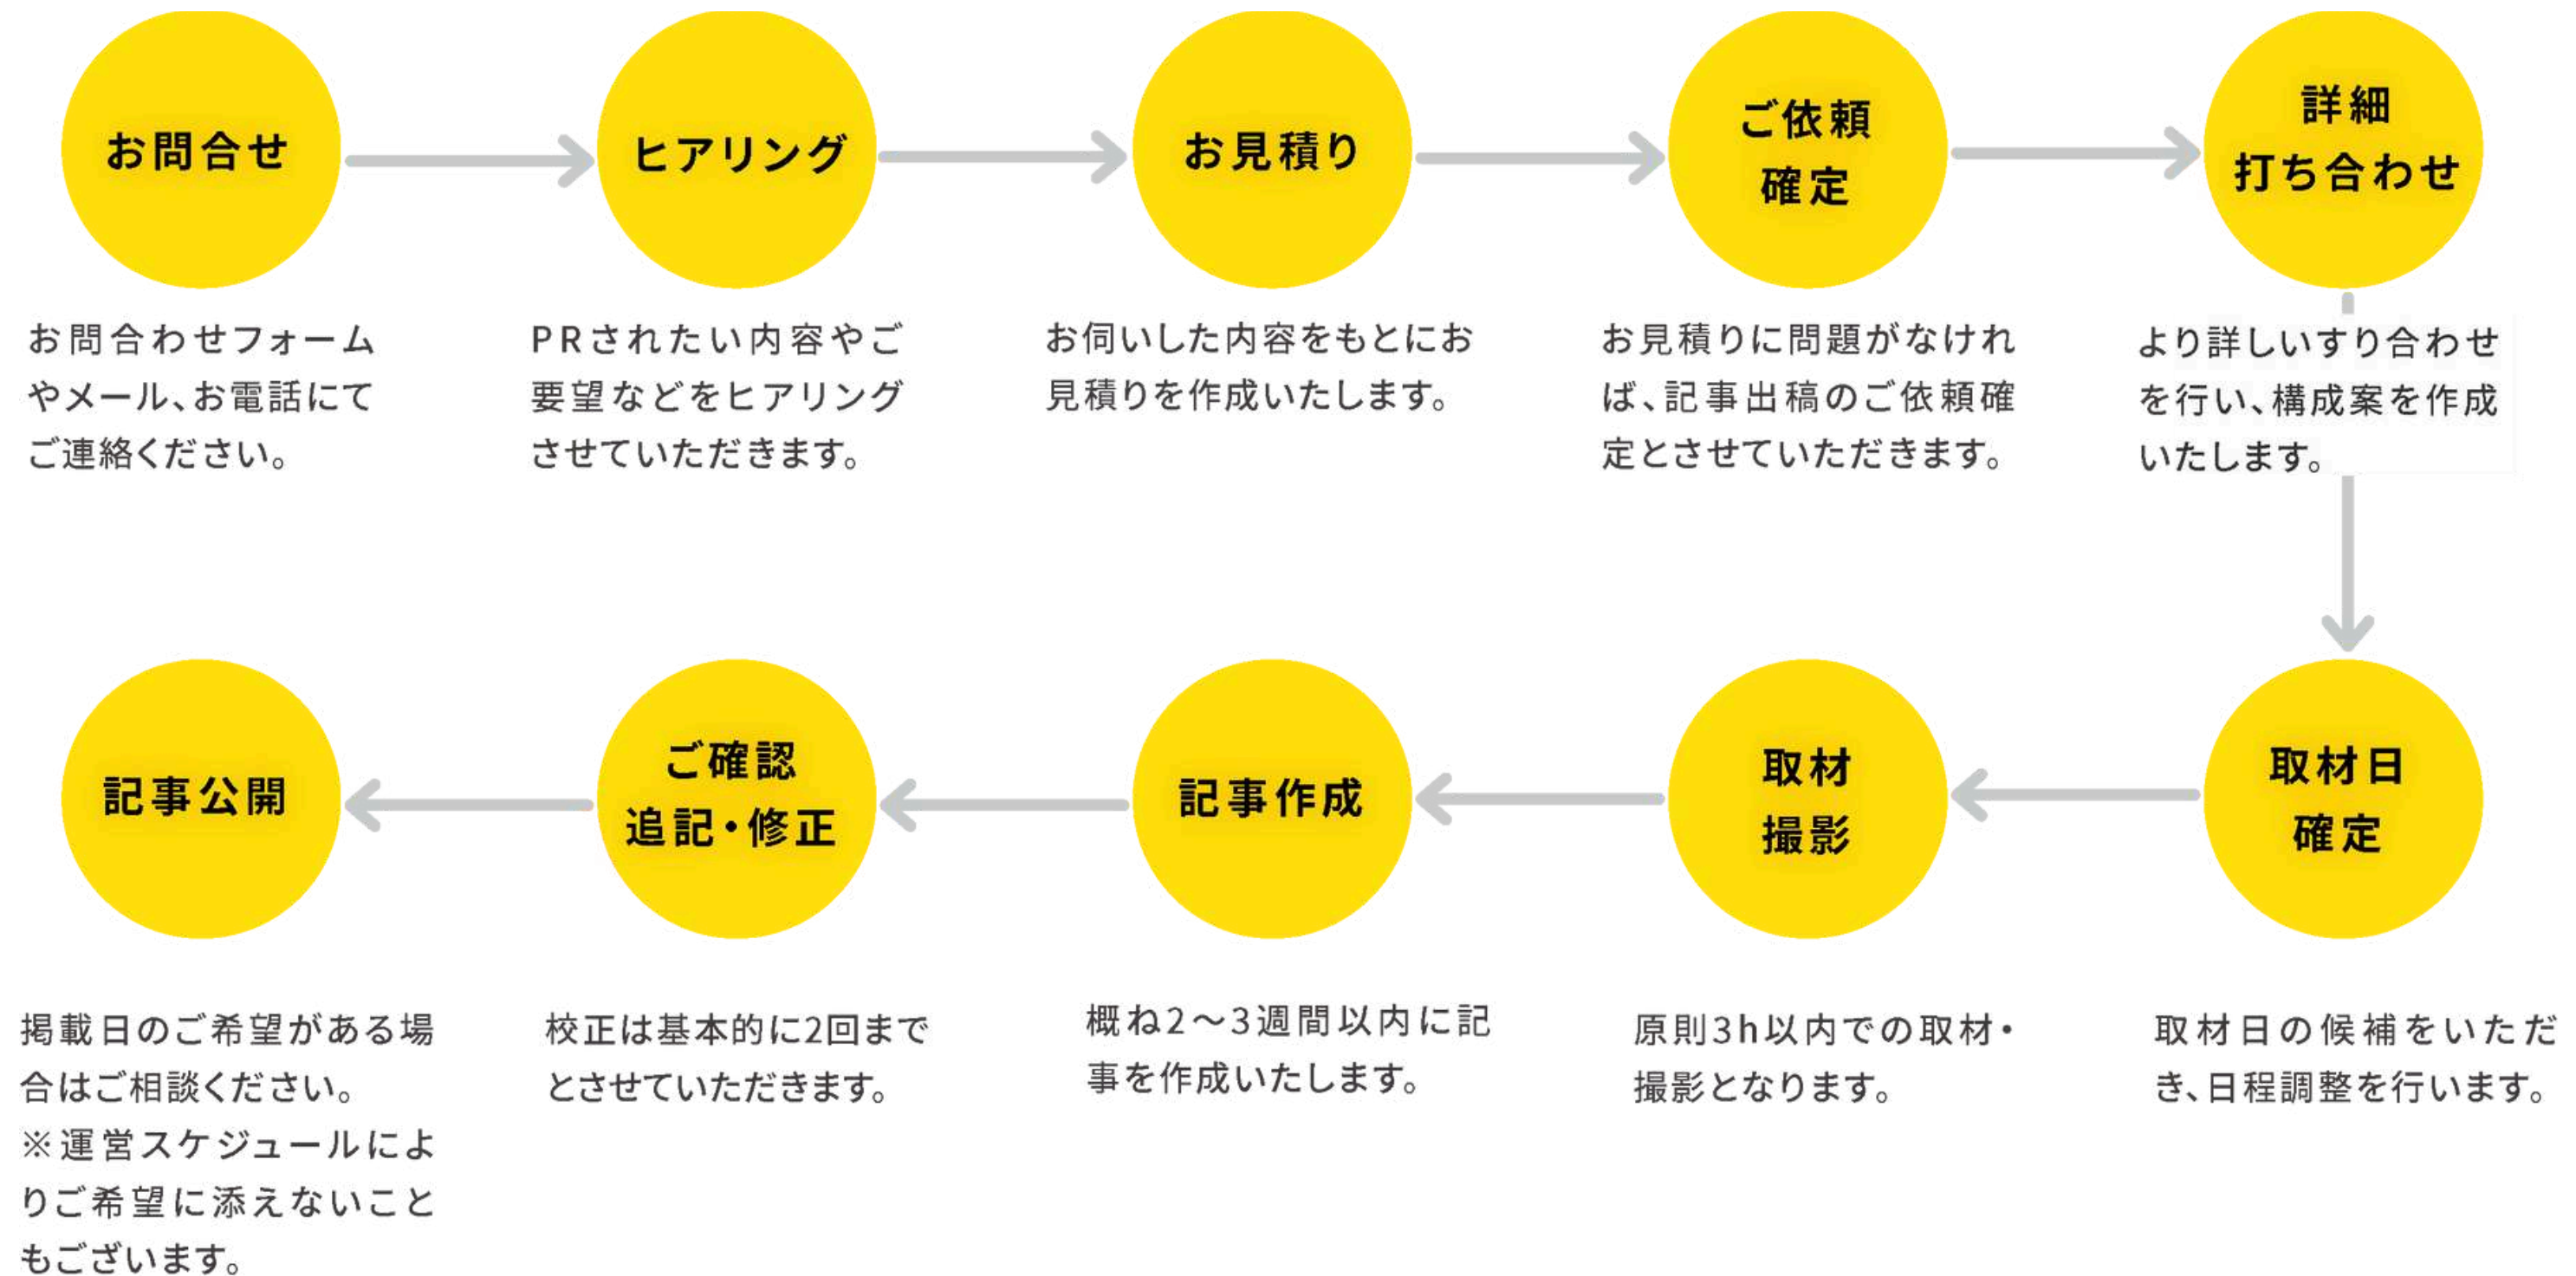 お問合せ
お問合わせフォーム
やメール、お電話にて
ご連絡ください。
ヒアリング
PRされたい内容やご
要望などをヒアリング
させていただきます。
お見積り
お伺いした内容をもとにお
見積りを作成いたします。
ご依頼
確定
お見積りに問題がなけれ
ば、記事出稿のご依頼確
定とさせていただきます。
詳細
打ち合わせ
より詳しいすり合わせ
を行い、構成案を作成
いたします。
取材日
確定
取材日の候補をいただ
き、日程調整を行います。
取材
撮影
原則3h以内での取材・
撮影となります。
記事作成
概ね2〜3週間以内に記
事を作成いたします。
ご確認
追記・修正
校正は基本的に2回まで
とさせていただきます。
記事公開
掲載日のご希望がある場
合はご相談ください。
※運営スケジュールによ
りご希望に添えないこと
もございます。